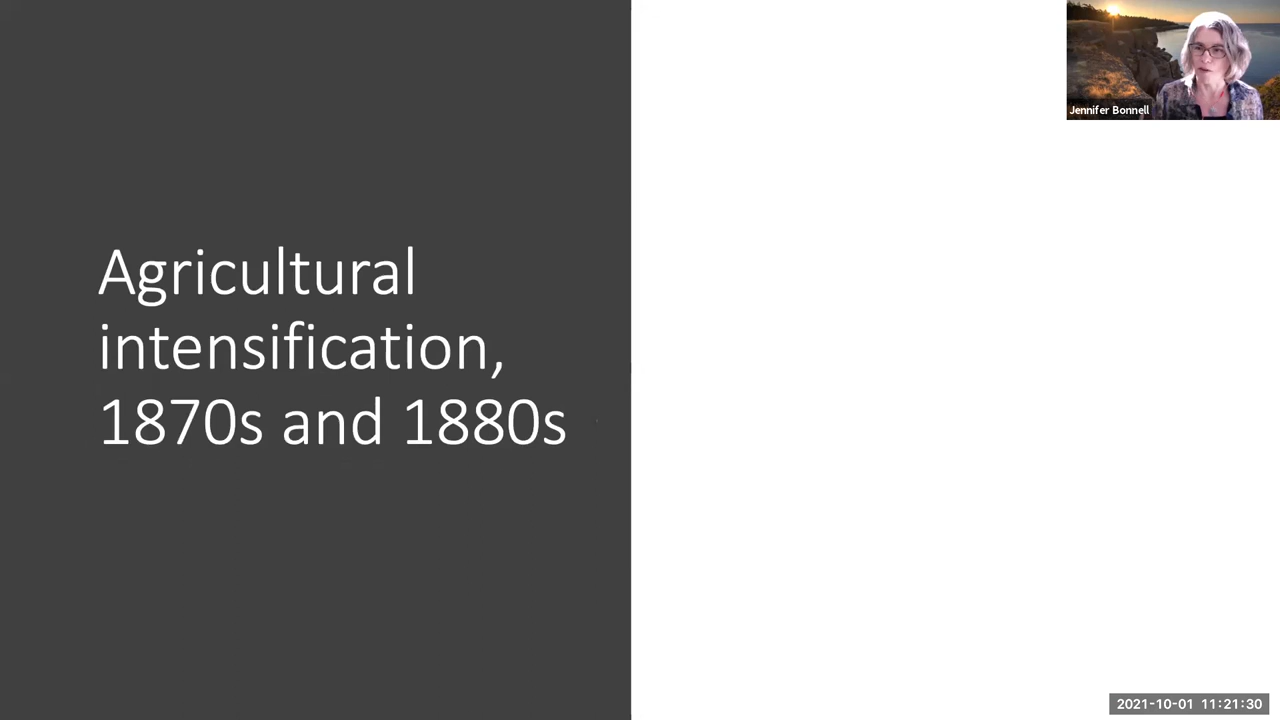 Jennifer Bonnell
Agricultural
intensification,
1870s and 1880s
2021-10-01 11:21:30